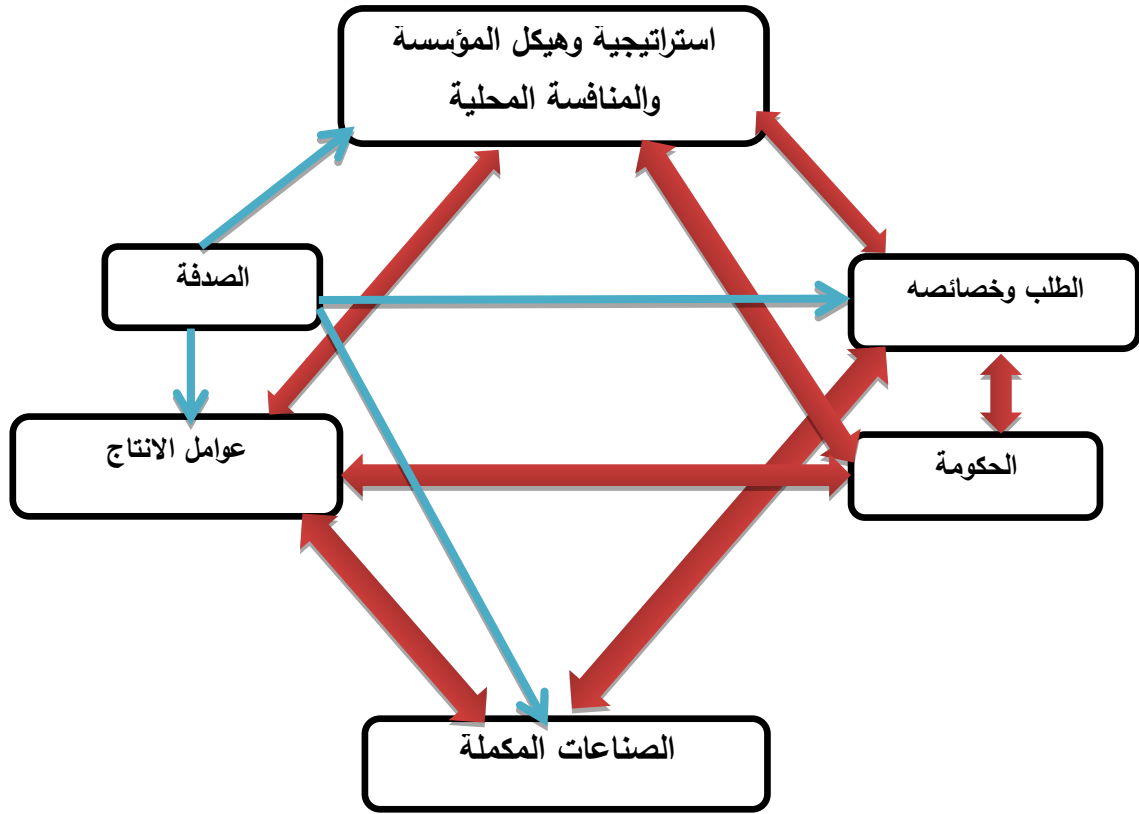 استراتيجية وهيكل المؤسسة
والمنافسة المحلية
الصدفة
الطلب وخصائصه
عوامل الانتاج
الحكومة
الصناعات المكملة